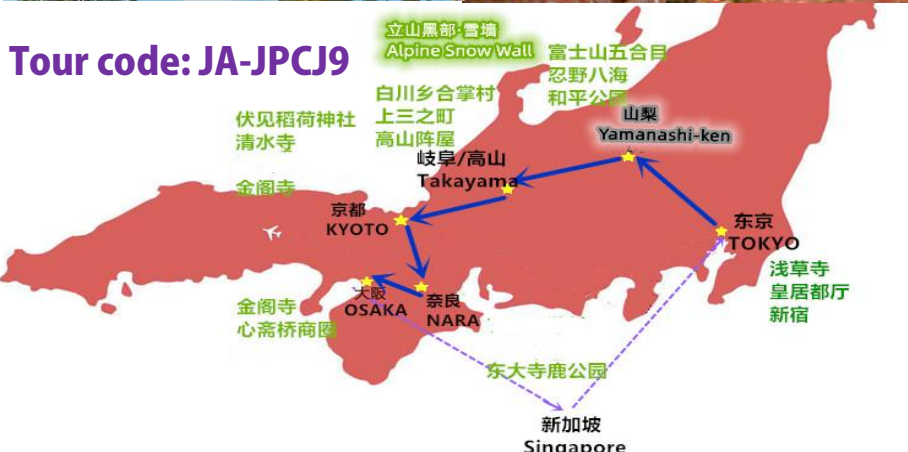 Tour code: JA-JPCJ9
立山黑部·雪墙
Alpine Snow Wall
富士山五合目
忍野八海
和平公园
白川乡合掌村
上三之町
高山阵屋
伏见稻荷神社
清水寺
金阁寺
山梨
Yamanashi-ken
岐阜/高山
Takayama
京都
KYOTO
东京
TOKYO
浅草寺
皇居都厅
新宿
大阪
OSAKA
奈良
NARA
金阁寺
心斋桥商圈
东大寺鹿公园
新加坡
Singapore